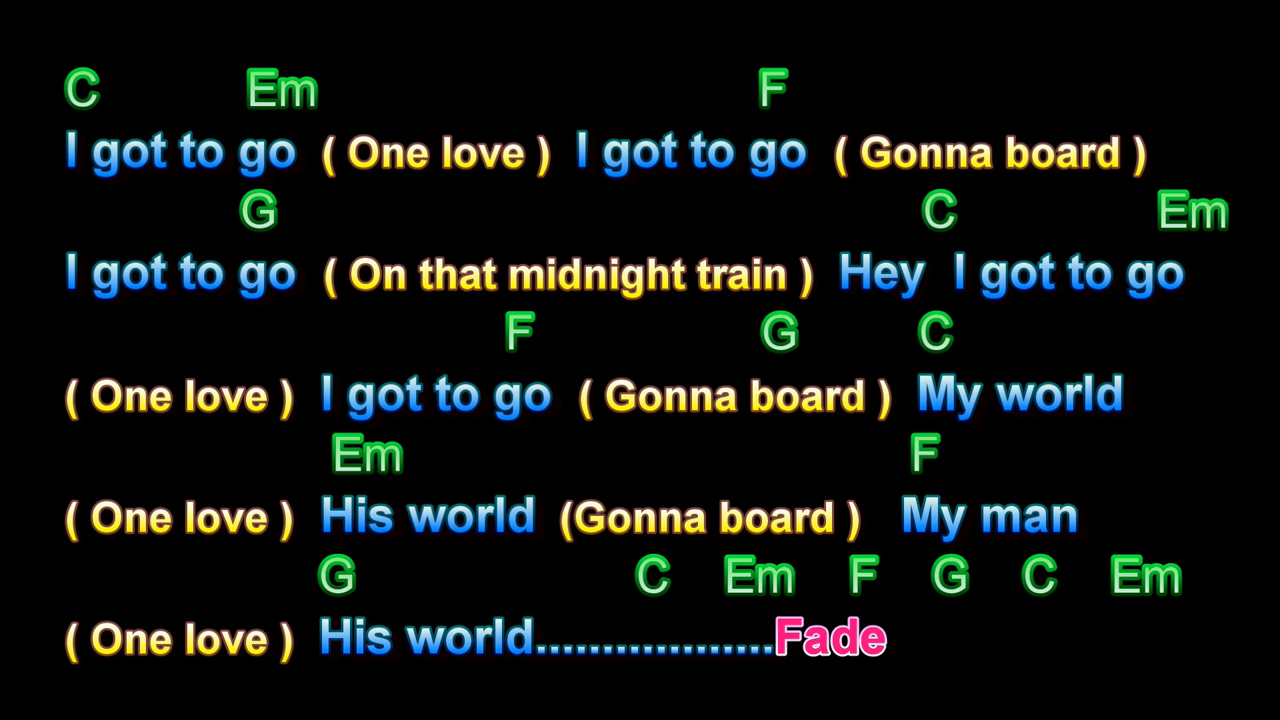 C Em F
I got to go ( One love ) I got to go ( Gonna board )
G C Em
I got to go ( On that midnight train ) Hey I got to go
F G C
( One love ) I got to go ( Gonna board ) My world
Em F
( One love ) His world (Gonna board ) My man
G C Em F G C Em
( One love ) His world..................Fade